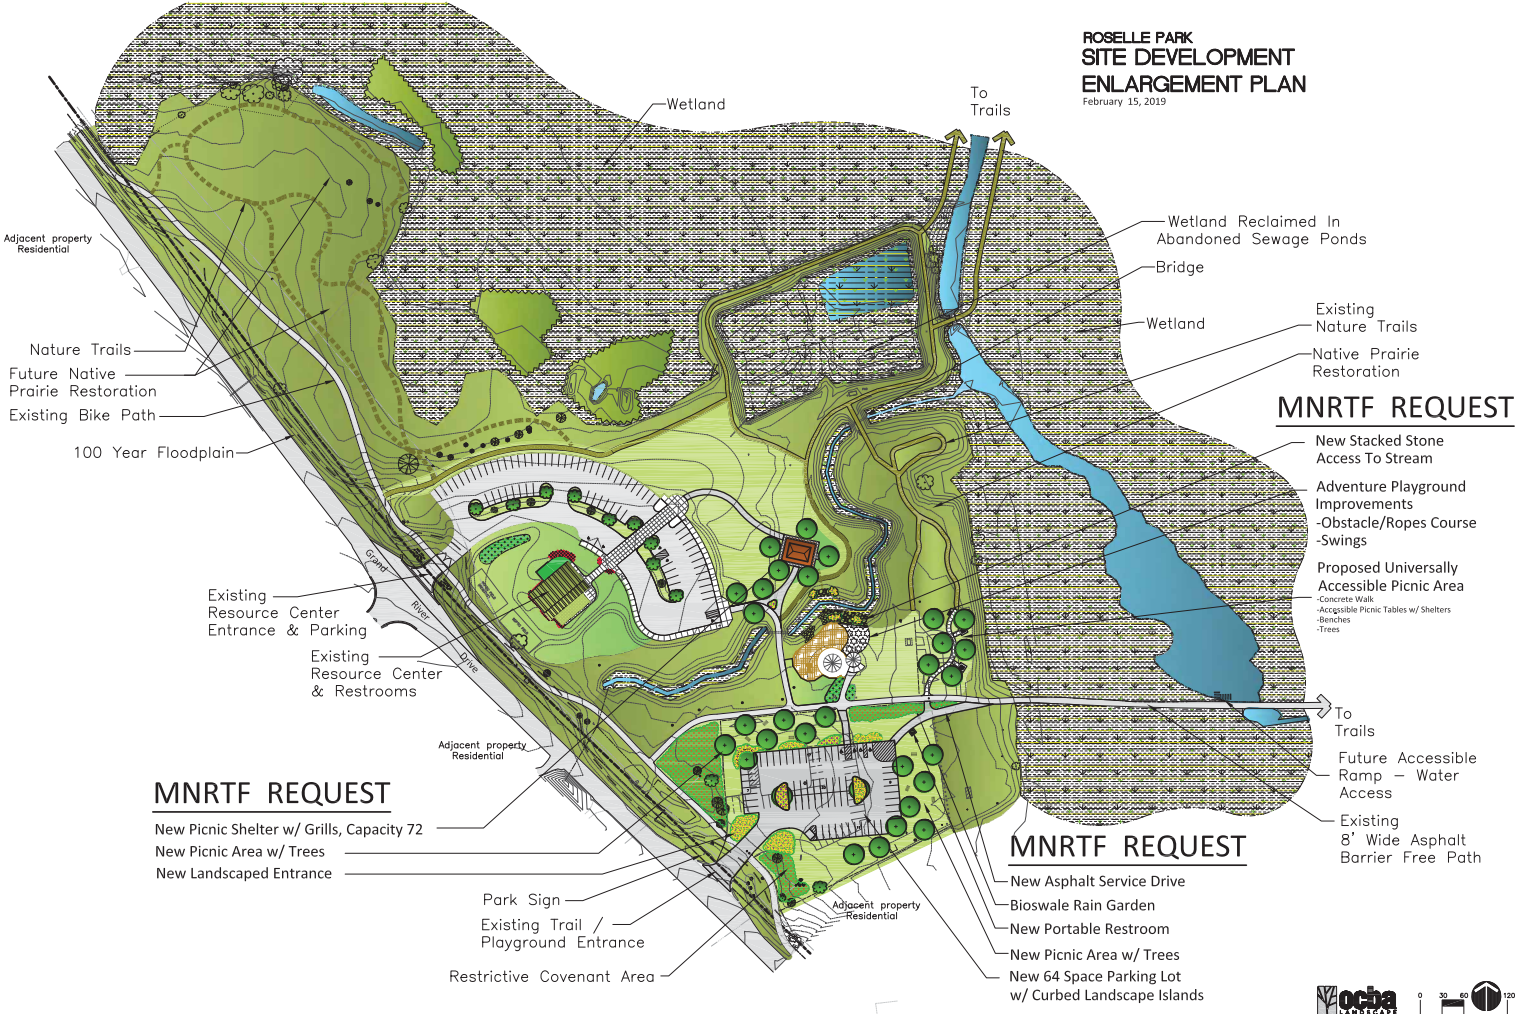 ROSELLE PARK
SITE DEVELOPMENT
ENLARGEMENT PLAN
February 15, 2019
To
Trails
Wetland
Wetland Reclaimed In
Abandoned Sewage Ponds
Bridge
Wetland
Existing
Nature Trails
Native Prairie
Restoration
MNRTF REQUEST
New Stacked Stone
Access To Stream
Adventure Playground
Improvements
-Obstacle/Ropes Course
-Swings
Proposed Universally
Accessible Picnic Area
-Concrete Walk
-Accessible Picnic Tables w/ Shelters
-Benches
-Trees
To
Trails
Future Accessible
Ramp – Water
Access
Existing
8' Wide Asphalt
Barrier Free Path
Adjacent property
Residential
Nature Trails
Future Native
Prairie Restoration
Existing Bike Path
100 Year Floodplain
Grand
River
Drive
Existing
Resource Center
Entrance & Parking
Existing
Resource Center
& Restrooms
Adjacent property
Residential
MNRTF REQUEST
New Picnic Shelter w/ Grills, Capacity 72
New Picnic Area w/ Trees
New Landscaped Entrance
Park Sign
Existing Trail /
Playground Entrance
Restrictive Covenant Area
Adjacent property
Residential
MNRTF REQUEST
New Asphalt Service Drive
Bioswale Rain Garden
New Portable Restroom
New Picnic Area w/ Trees
New 64 Space Parking Lot
w/ Curbed Landscape Islands
ocba
LANDSCAPE
0 30 60 120